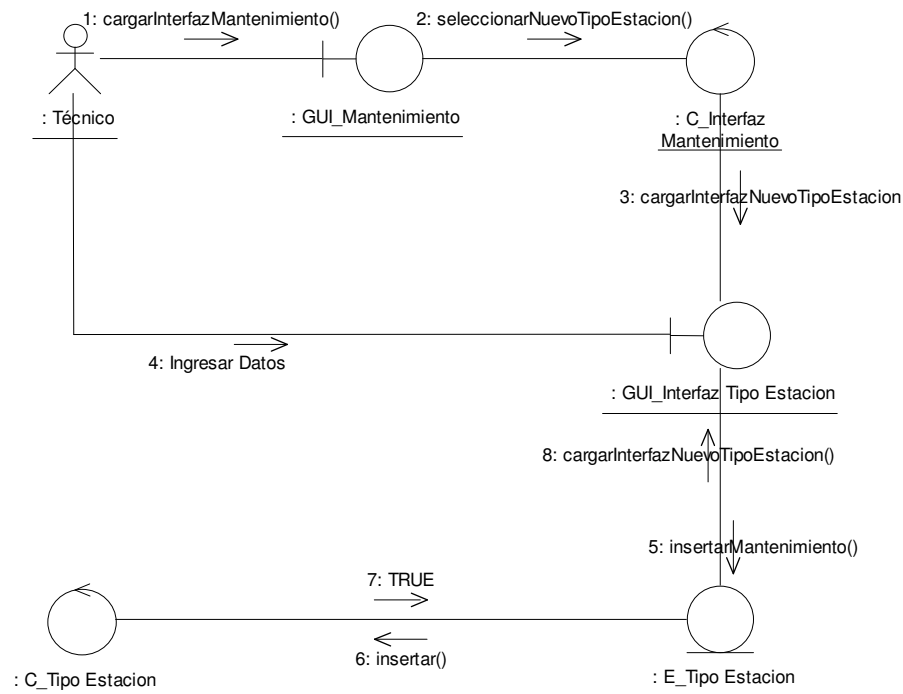 1: cargarInterfazMantenimiento()
2: seleccionarNuevoTipoEstacion()
: Técnico
: GUI_Mantenimiento
: C_Interfaz
Mantenimiento
3: cargarInterfazNuevoTipoEstacion
4: Ingresar Datos
: GUI_Interfaz Tipo Estacion
8: cargarInterfazNuevoTipoEstacion()
5: insertarMantenimiento()
7: TRUE
6: insertar()
: C_Tipo Estacion
: E_Tipo Estacion